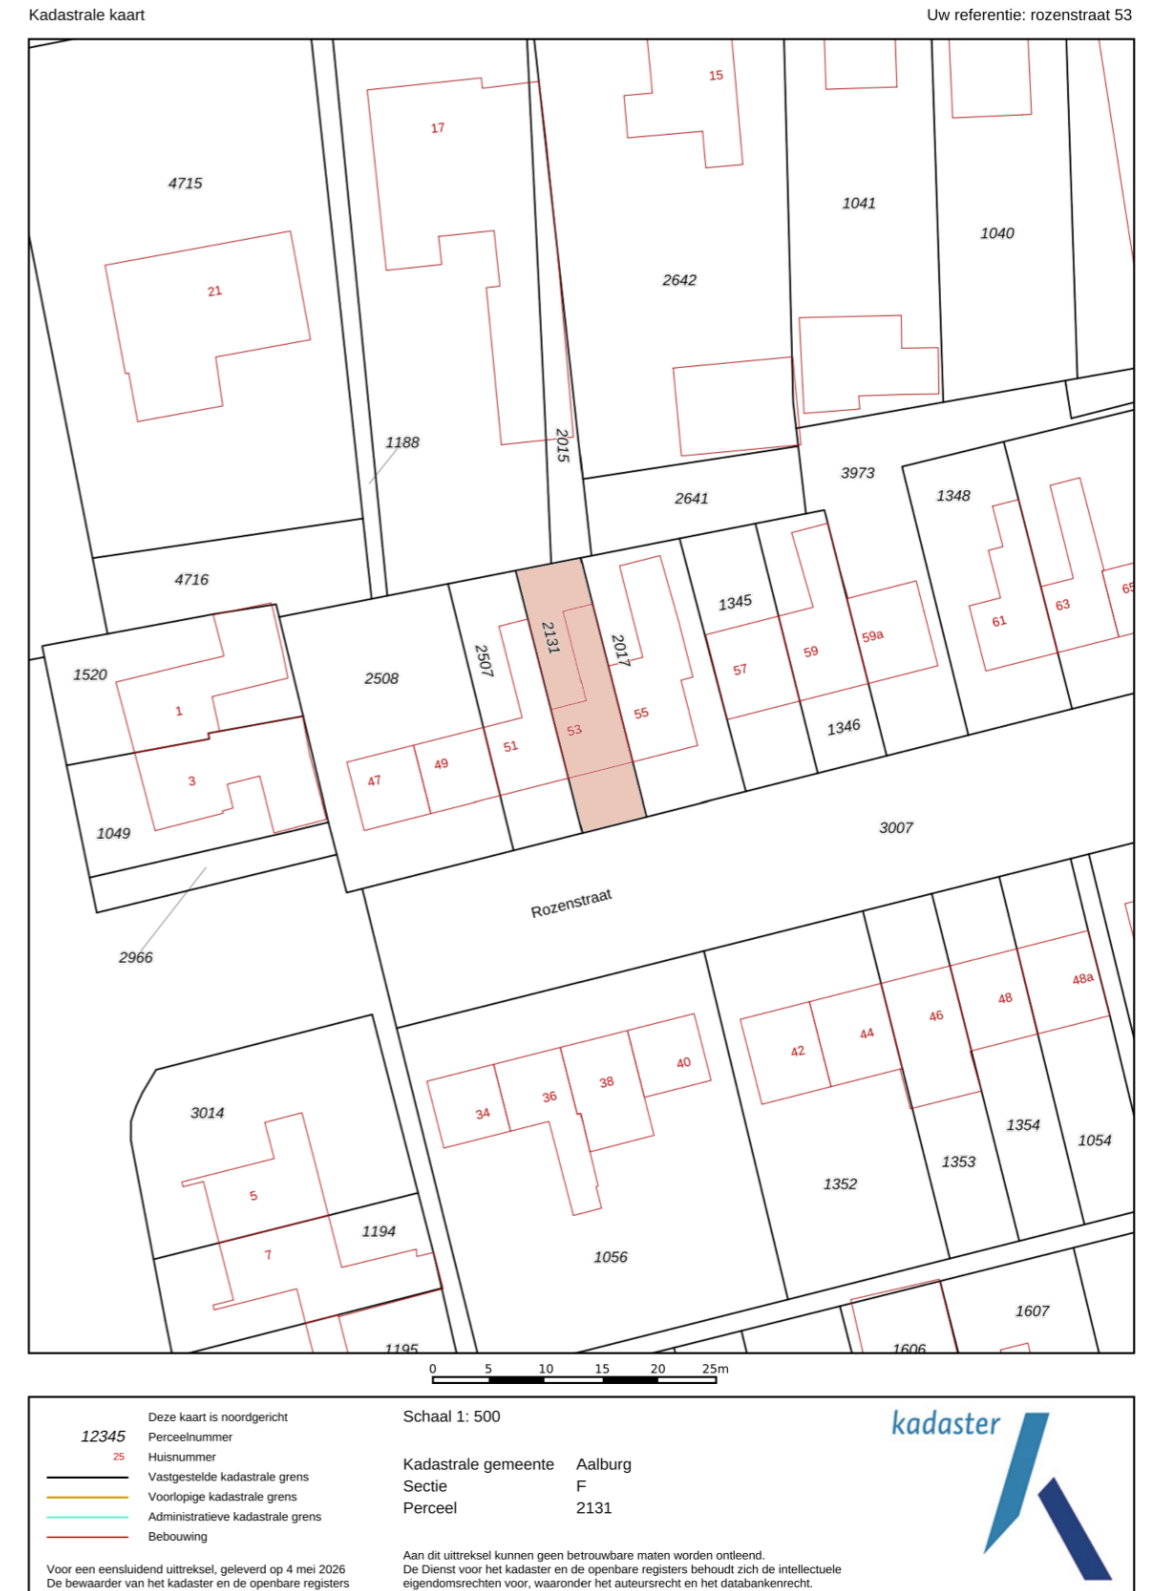 Kadastrale kaart
Uw referentie: rozenstraat 53
15
17
4715
1041
1040
2642
21
1188
2015
3973
1348
2641
4716
1345
2131
2507
2017
61
63
65
59a
59
57
1520
2508
1
55
53
51
49
47
3
1346
1049
3007
Rozenstraat
2966
48a
48
46
44
42
40
38
36
34
3014
1354
1054
1353
1352
5
1194
7
1056
1607
1195
1606
0 5 10 15 20 25m
Deze kaart is noordgericht
12345 Perceelnummer
25 Huisnummer
Vastgestelde kadastrale grens
Voorlopige kadastrale grens
Administratieve kadastrale grens
Bebouwing
Voor een eensluidend uittreksel, geleverd op 4 mei 2026
De bewaarder van het kadaster en de openbare registers
Schaal 1: 500
Kadastrale gemeente Aalburg
Sectie F
Perceel 2131
Aan dit uittreksel kunnen geen betrouwbare maten worden ontleend.
De Dienst voor het kadaster en de openbare registers behoudt zich de intellectuele
eigendomsrechten voor, waaronder het auteursrecht en het databankenrecht.
kadaster